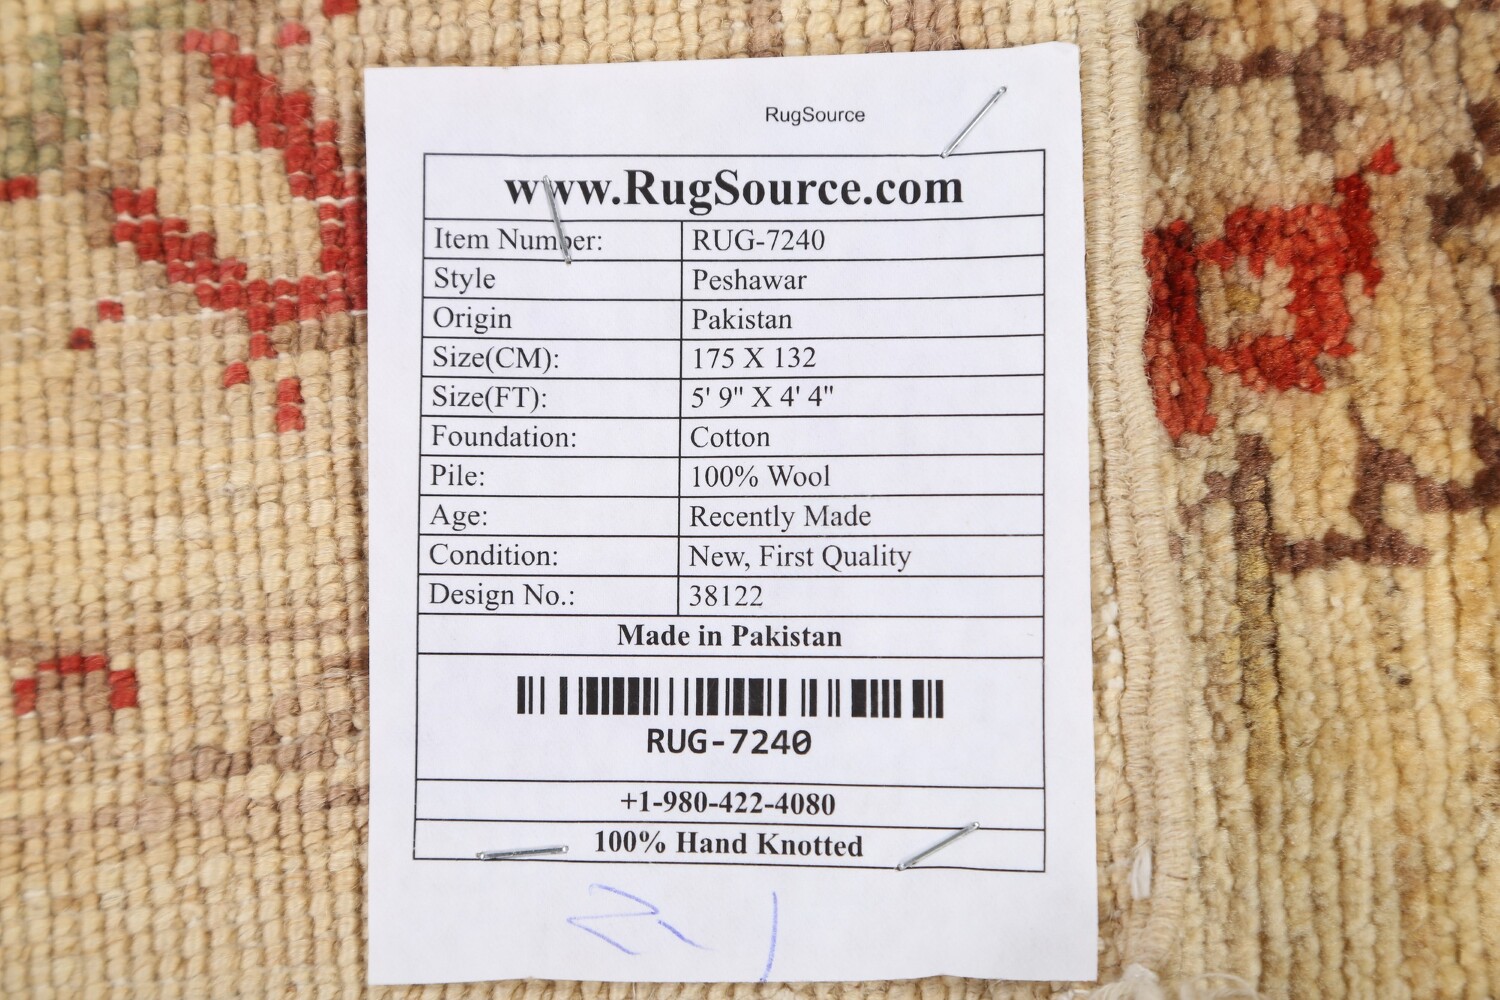 RugSource
www.RugSource.com
Item Number: RUG-7240
Style Peshawar
Origin Pakistan
Size(CM): 175 X 132
Size(FT): 5' 9" X 4' 4"
Foundation: Cotton
Pile: 100% Wool
Age: Recently Made
Condition: New, First Quality
Design No.: 38122
Made in Pakistan
RUG-7240
+1-980-422-4080
100% Hand Knotted